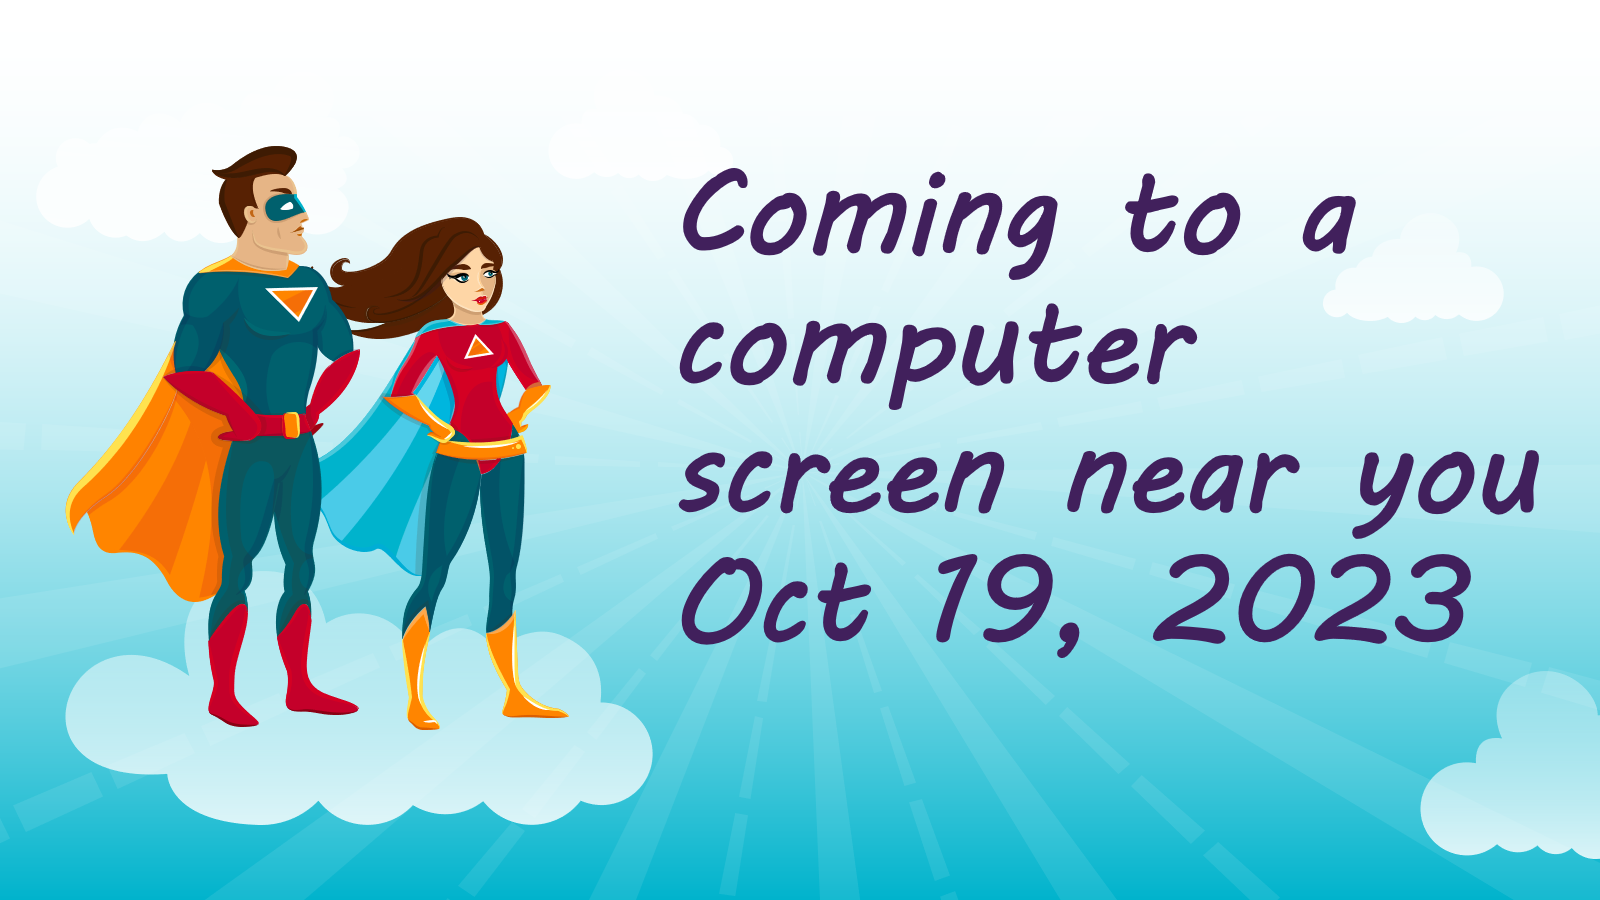 Coming to a
computer
screen near you
Oct 19, 2023